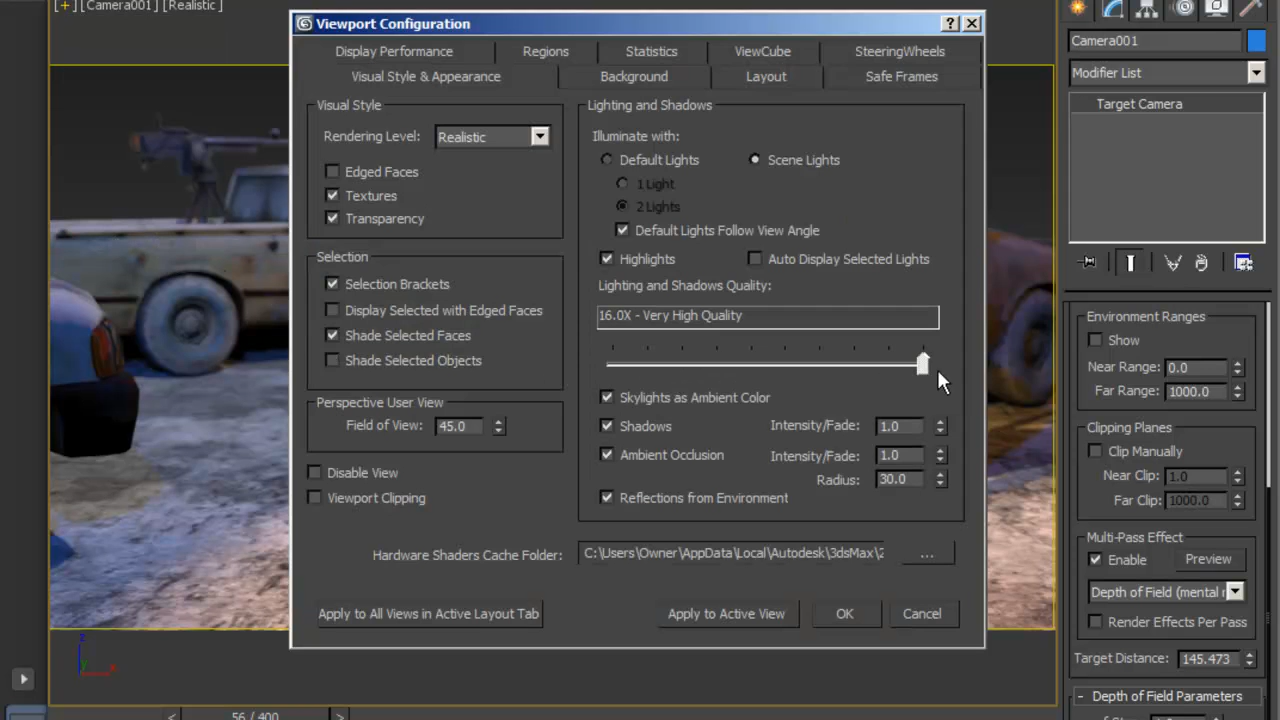 [+] [Camera001] [Realistic]
Viewport Configuration
Display Performance
Regions
Statistics
ViewCube
SteeringWheels
Visual Style & Appearance
Background
Layout
Safe Frames
Visual Style
Rendering Level:
Realistic
Edged Faces
Textures
Transparency
Selection
Selection Brackets
Display Selected with Edged Faces
Shade Selected Faces
Shade Selected Objects
Perspective User View
Field of View:
45.0
Disable View
Viewport Clipping
Lighting and Shadows
Illuminate with:
Default Lights
Scene Lights
1 Light
2 Lights
Default Lights Follow View Angle
Highlights
Auto Display Selected Lights
Lighting and Shadows Quality:
16.0X - Very High Quality
Skylights as Ambient Color
Shadows
Intensity/Fade:
1.0
Ambient Occlusion
Intensity/Fade:
1.0
Radius:
30.0
Reflections from Environment
Hardware Shaders Cache Folder:
C:\Users\Owner\AppData\Local\Autodesk\3dsMax\2
...
Apply to All Views in Active Layout Tab
Apply to Active View
OK
Cancel
Camera001
Modifier List
Target Camera
Environment Ranges
Show
Near Range:
0.0
Far Range:
1000.0
Clipping Planes
Clip Manually
Near Clip:
1.0
Far Clip:
1000.0
Multi-Pass Effect
Enable
Preview
Depth of Field (mental r
Render Effects Per Pass
Target Distance:
145.473
- Depth of Field Parameters
z
y
x
<
56 / 400
>